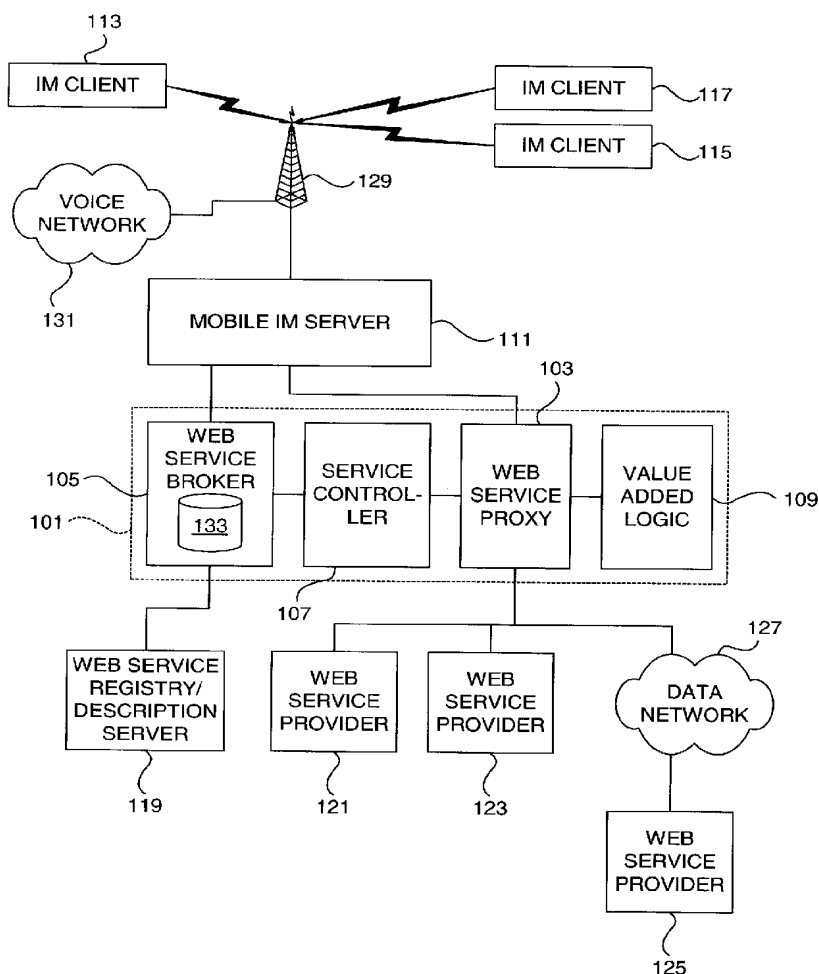 113
IM CLIENT
IM CLIENT
117
IM CLIENT
115
129
VOICE
NETWORK
131
MOBILE IM SERVER
111
103
WEB
SERVICE
BROKER
133
105
101
SERVICE
CONTROL-
LER
107
WEB
SERVICE
PROXY
VALUE
ADDED
LOGIC
109
WEB SERVICE
REGISTRY/
DESCRIPTION
SERVER
119
WEB
SERVICE
PROVIDER
121
WEB
SERVICE
PROVIDER
123
127
DATA
NETWORK
WEB
SERVICE
PROVIDER
125